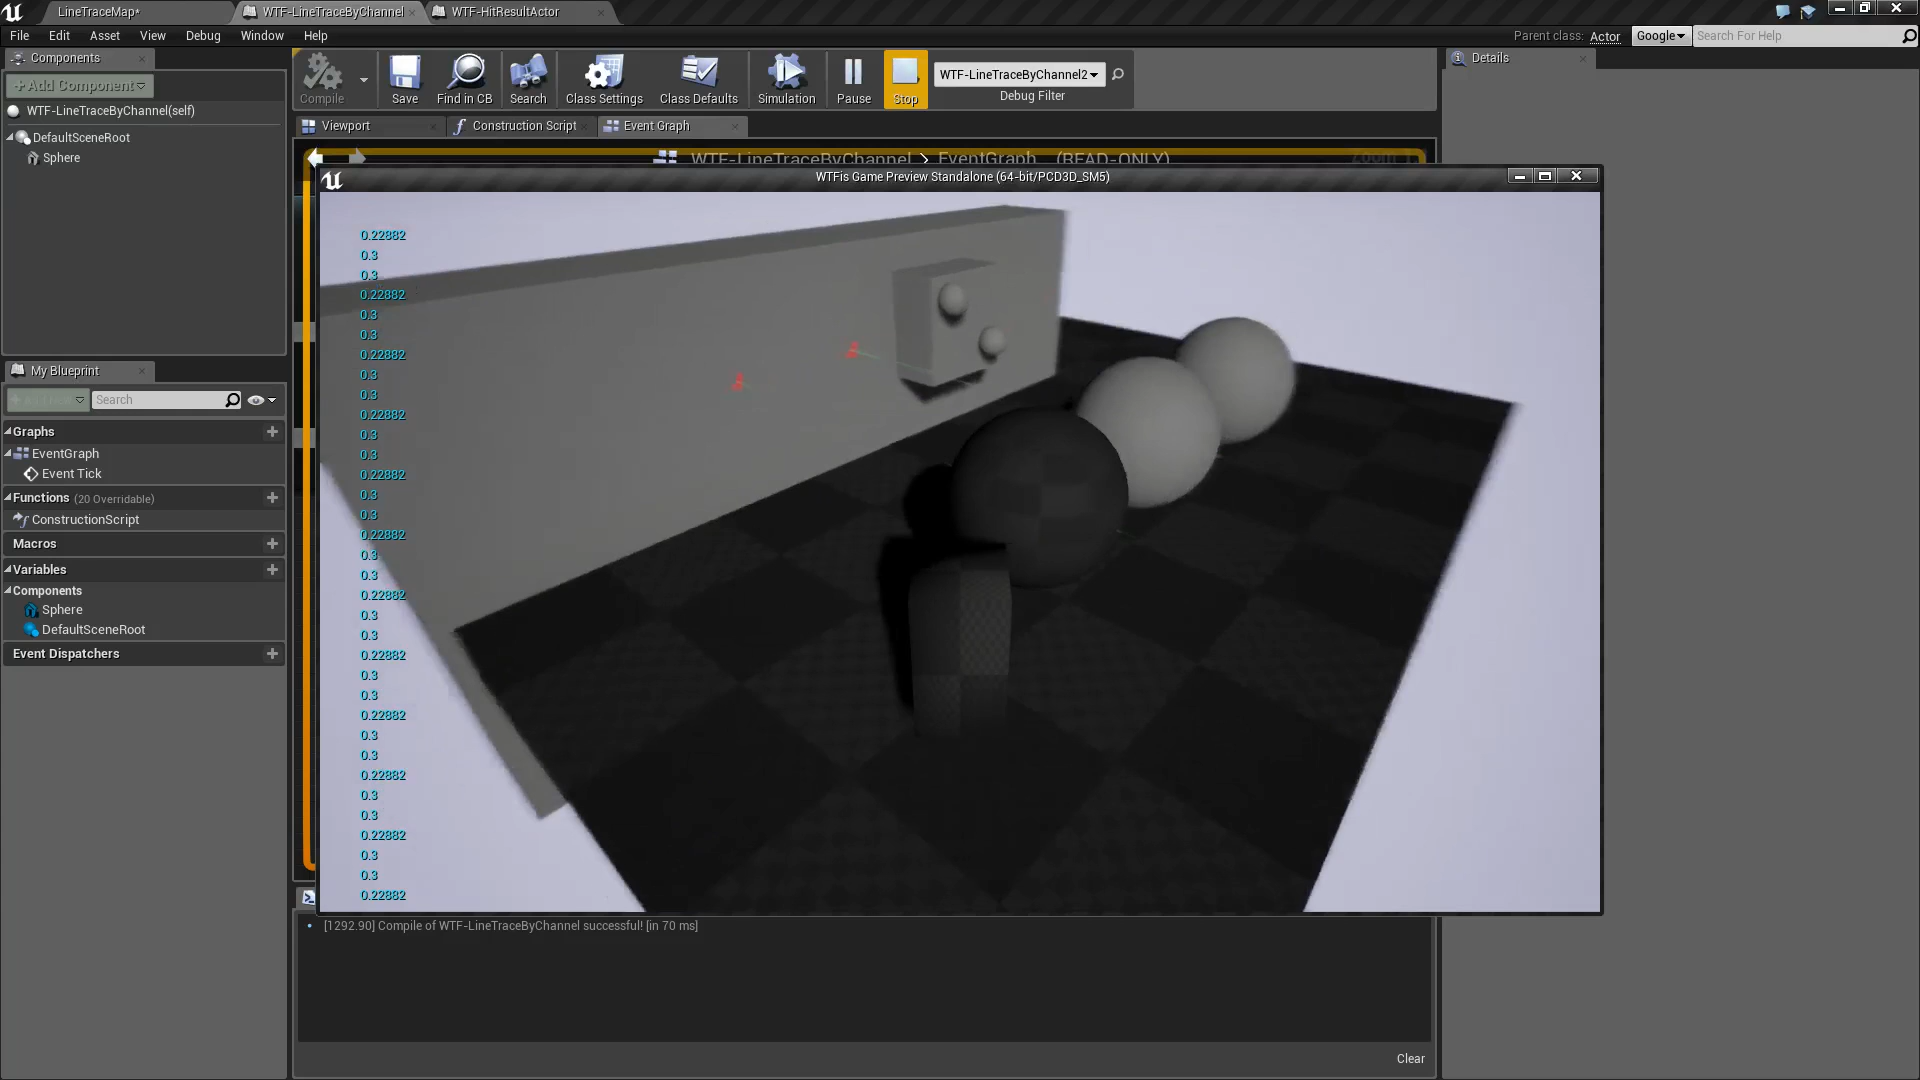 LineTraceMap*
WTF-LineTraceByChannel
WTF-HitResultActor
File Edit Asset View Debug Window Help
Parent class: Actor
Google
Search For Help
Components
Details
+Add Component
Compile
Save
Find in CB
Search
Class Settings
Class Defaults
Simulation
Pause
Stop
WTF-LineTraceByChannel2
Debug Filter
WTF-LineTraceByChannel(self)
DefaultSceneRoot
Sphere
Viewport
Construction Script
Event Graph
WTF-LineTraceByChannel > EventGraph (READ-ONLY)
WTFis Game Preview Standalone (64-bit/PCD3D_SM5)
0.22882
0.3
0.3
0.22882
0.3
0.3
0.22882
0.3
0.3
0.22882
0.3
0.3
0.22882
0.3
0.3
0.22882
0.3
0.3
0.22882
0.3
0.3
0.22882
0.3
0.3
0.22882
0.3
0.3
0.22882
0.3
0.3
0.22882
0.3
0.3
0.22882
My Blueprint
Search
Graphs
EventGraph
Event Tick
Functions (20 Overridable)
ConstructionScript
Macros
Variables
Components
Sphere
DefaultSceneRoot
Event Dispatchers
[1292.90] Compile of WTF-LineTraceByChannel successful! [in 70 ms]
Clear